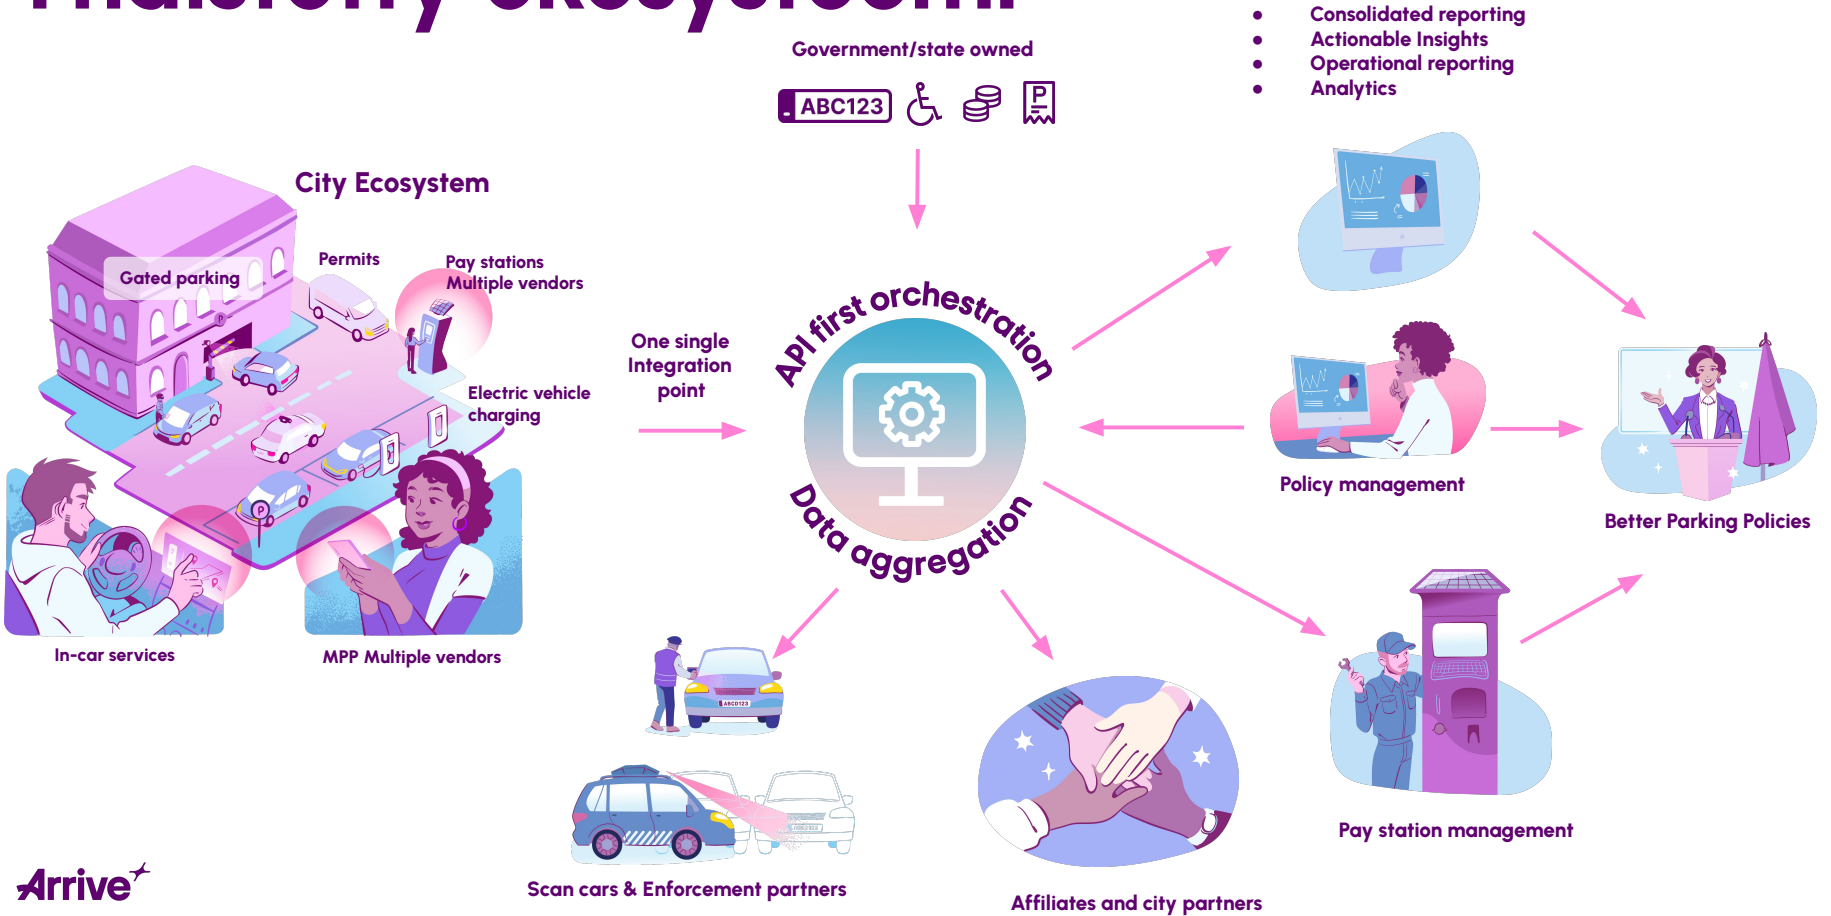 Consolidated reporting
Actionable Insights
Operational reporting
Analytics
Government/state owned
ABC123
P
City Ecosystem
Gated parking
Permits
Pay stations
Multiple vendors
Electric vehicle
charging
P
P
In-car services
MPP Multiple vendors
One single
Integration
point
API first orchestration
Data aggregation
Policy management
Better Parking Policies
ABCD123
Scan cars & Enforcement partners
Affiliates and city partners
Pay station management
Arrive